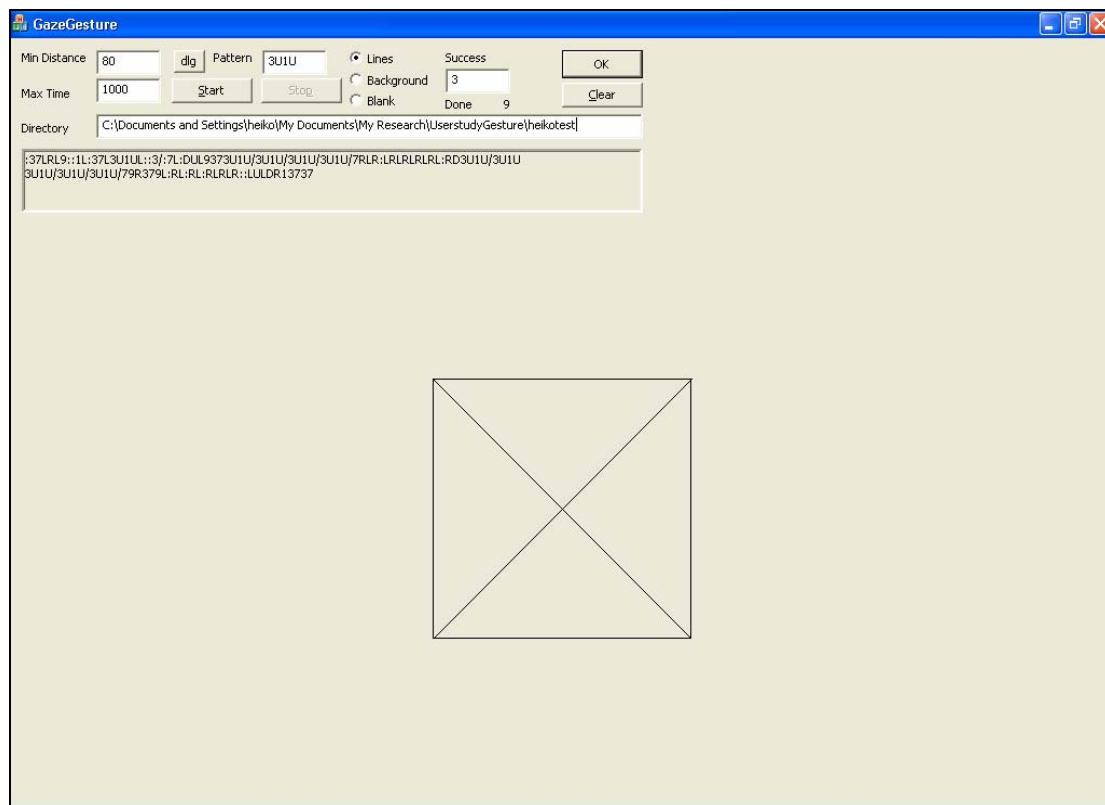 GazeGesture
Min Distance 80 dlg Pattern 3U1U Lines Success OK
Background 3
Max Time 1000 Start Stop Blank Done 9 Clear
Directory C:\Documents and Settings\heiko\My Documents\My Research\UserstudyGesture\heikotest
:37LRL9::1L:37L3U1UL::3/:7L:DUL9373U1U/3U1U/3U1U/3U1U/7RLR:LRLRLRLRL:RD3U1U/3U1U
3U1U/3U1U/3U1U/79R379L:RL:RL:RLRLR::LULDR13737